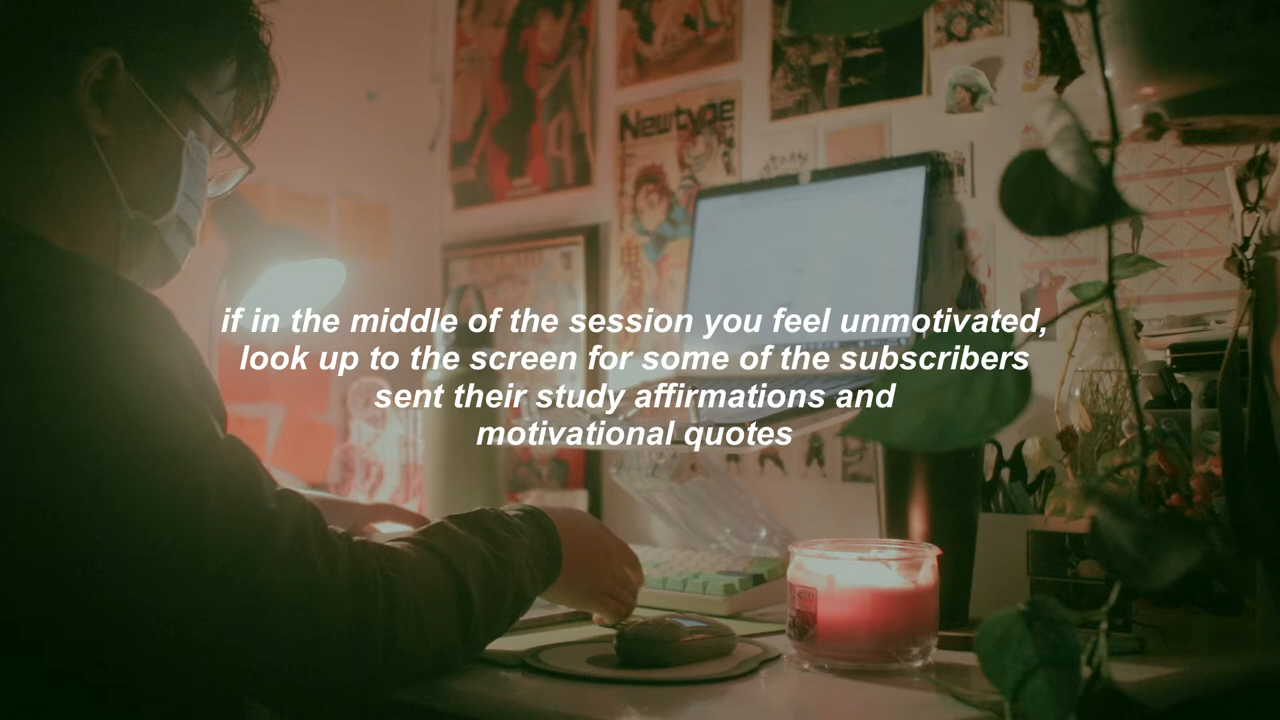 Newtype
if in the middle of the session you feel unmotivated,
look up to the screen for some of the subscribers
sent their study affirmations and
motivational quotes